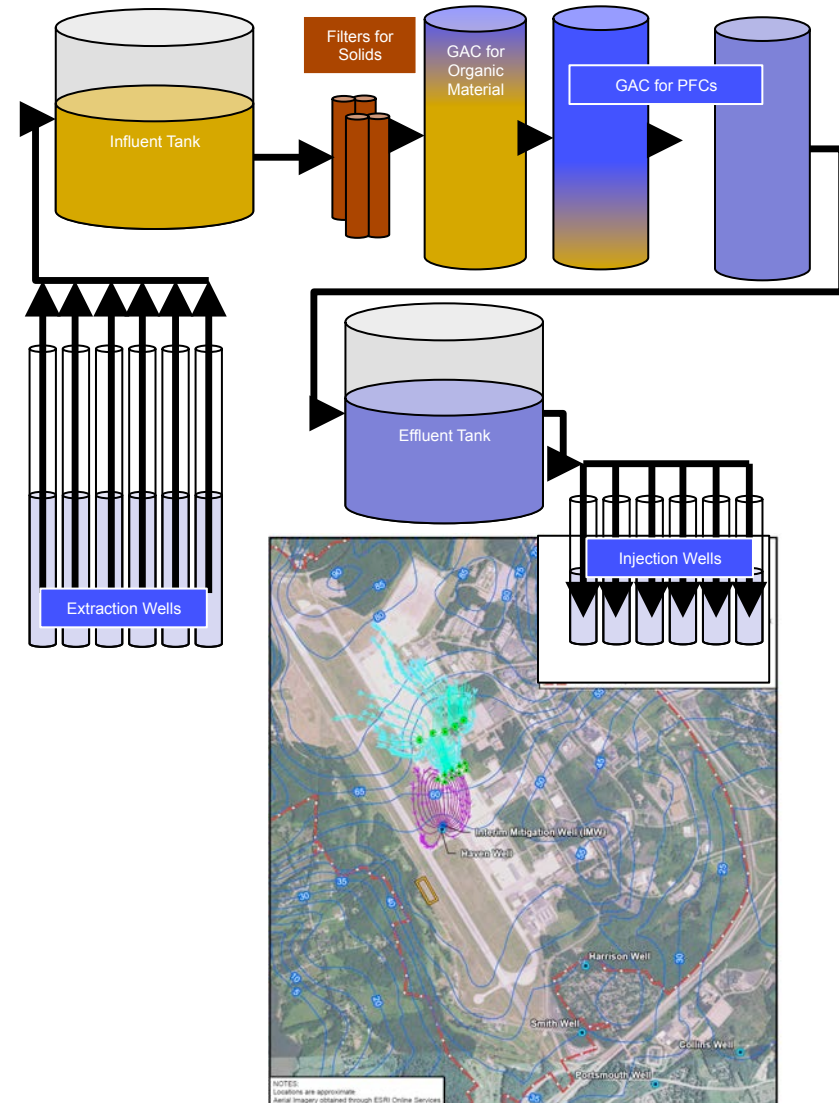 Filters for
Solids
GAC for
Organic
Material
GAC for PFCs
Influent Tank
Effluent Tank
Injection Wells
Extraction Wells
Interim Mitigation Well (IMW)
Haven Well
Harrison Well
Smith Well
Collins Well
Portsmouth Well
NOTES:
Locations are approximate
Aerial Imagery obtained through ESRI Online Services